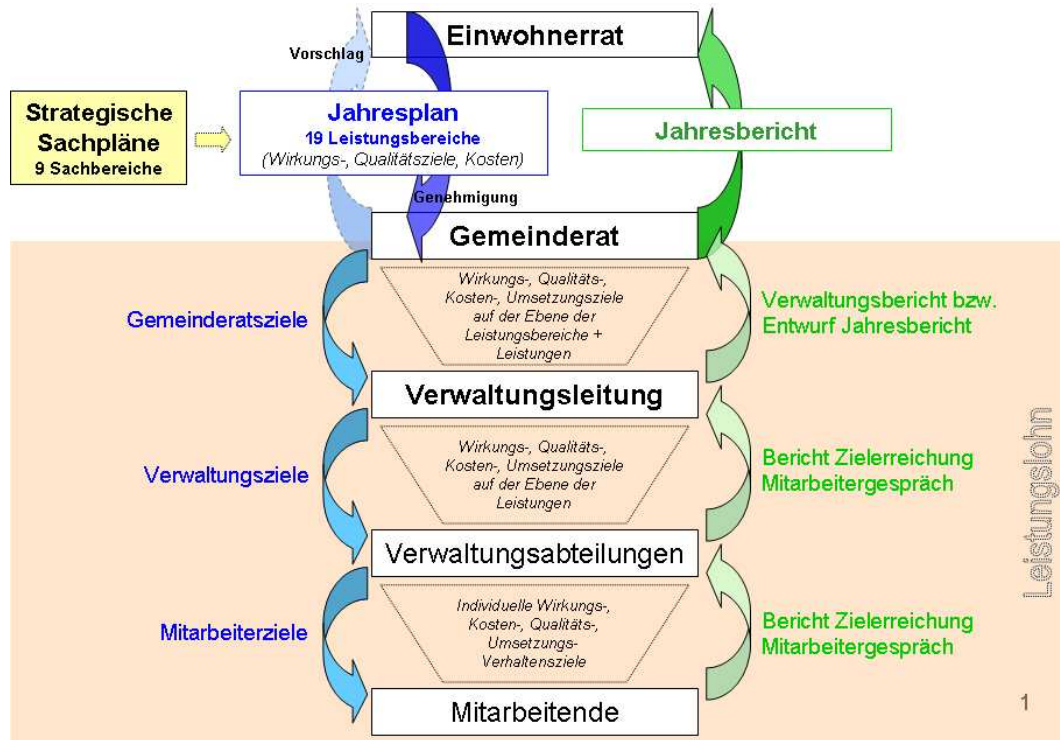 Einwohnerrat
Vorschlag
Strategische
Sachpläne
9 Sachbereiche
Jahresplan
19 Leistungsbereiche
(Wirkungs-, Qualitätsziele, Kosten)
Jahresbericht
Genehmigung
Gemeinderat
Gemeinderatsziele
Wirkungs-, Qualitäts-,
Kosten-, Umsetzungsziele
auf der Ebene der
Leistungsbereiche +
Leistungen
Verwaltungsbericht bzw.
Entwurf Jahresbericht
Verwaltungsleitung
Verwaltungsziele
Wirkungs-, Qualitäts-,
Kosten-, Umsetzungsziele
auf der Ebene der
Leistungen
Bericht Zielerreichung
Mitarbeitergespräch
Leistungslohn
Verwaltungsabteilungen
Mitarbeiterziele
Individuelle Wirkungs-,
Kosten-, Qualitäts-,
Umsetzungs-
Verhaltensziele
Bericht Zielerreichung
Mitarbeitergespräch
Mitarbeitende
1